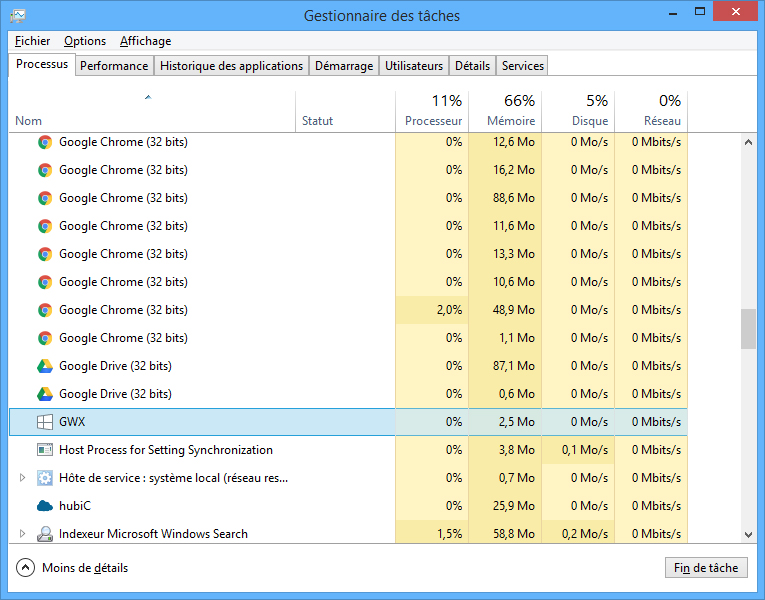 Gestionnaire des tâches
Fichier Options Affichage
Processus Performance Historique des applications Démarrage Utilisateurs Détails Services
11% 66% 5% 0%
Nom Statut Processeur Mémoire Disque Réseau
Google Chrome (32 bits) 0% 12,6 Mo 0 Mo/s 0 Mbits/s
Google Chrome (32 bits) 0% 16,2 Mo 0 Mo/s 0 Mbits/s
Google Chrome (32 bits) 0% 88,6 Mo 0 Mo/s 0 Mbits/s
Google Chrome (32 bits) 0% 11,6 Mo 0 Mo/s 0 Mbits/s
Google Chrome (32 bits) 0% 13,3 Mo 0 Mo/s 0 Mbits/s
Google Chrome (32 bits) 0% 10,6 Mo 0 Mo/s 0 Mbits/s
Google Chrome (32 bits) 2,0% 48,9 Mo 0 Mo/s 0 Mbits/s
Google Chrome (32 bits) 0% 1,1 Mo 0 Mo/s 0 Mbits/s
Google Drive (32 bits) 0% 87,1 Mo 0 Mo/s 0 Mbits/s
Google Drive (32 bits) 0% 0,6 Mo 0 Mo/s 0 Mbits/s
GWX 0% 2,5 Mo 0 Mo/s 0 Mbits/s
Host Process for Setting Synchronization 0% 3,8 Mo 0,1 Mo/s 0 Mbits/s
Hôte de service : système local (réseau res... 0% 0,7 Mo 0 Mo/s 0 Mbits/s
hubiC 0% 25,9 Mo 0 Mo/s 0 Mbits/s
Indexeur Microsoft Windows Search 1,5% 58,8 Mo 0,2 Mo/s 0 Mbits/s
Moins de détails Fin de tâche